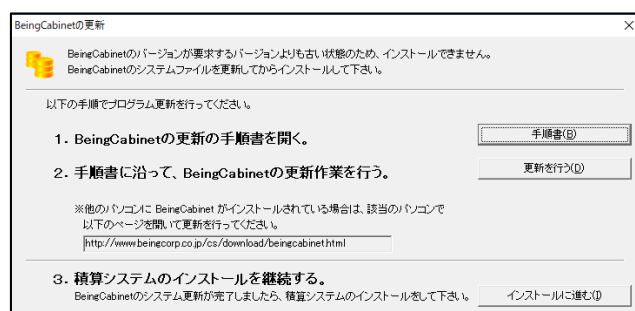 BeingCabinetの更新
BeingCabinetのバージョンが要求するバージョンよりも古い状態のため、インストールできません。
BeingCabinetのシステムファイルを更新してからインストールして下さい。
以下の手順でプログラム更新を行ってください。
1. BeingCabinetの更新の手順書を開く。
手順書(B)
2. 手順書に沿って、BeingCabinetの更新作業を行う。
更新を行う(D)
※他のパソコンに BeingCabinet がインストールされている場合は、該当のパソコンで
以下のページを開いて更新を行ってください。
http://www.beingcorp.co.jp/cs/download/beingcabinet.html
3. 積算システムのインストールを継続する。
BeingCabinetのシステム更新が完了しましたら、積算システムのインストールをして下さい。
インストールに進む(I)